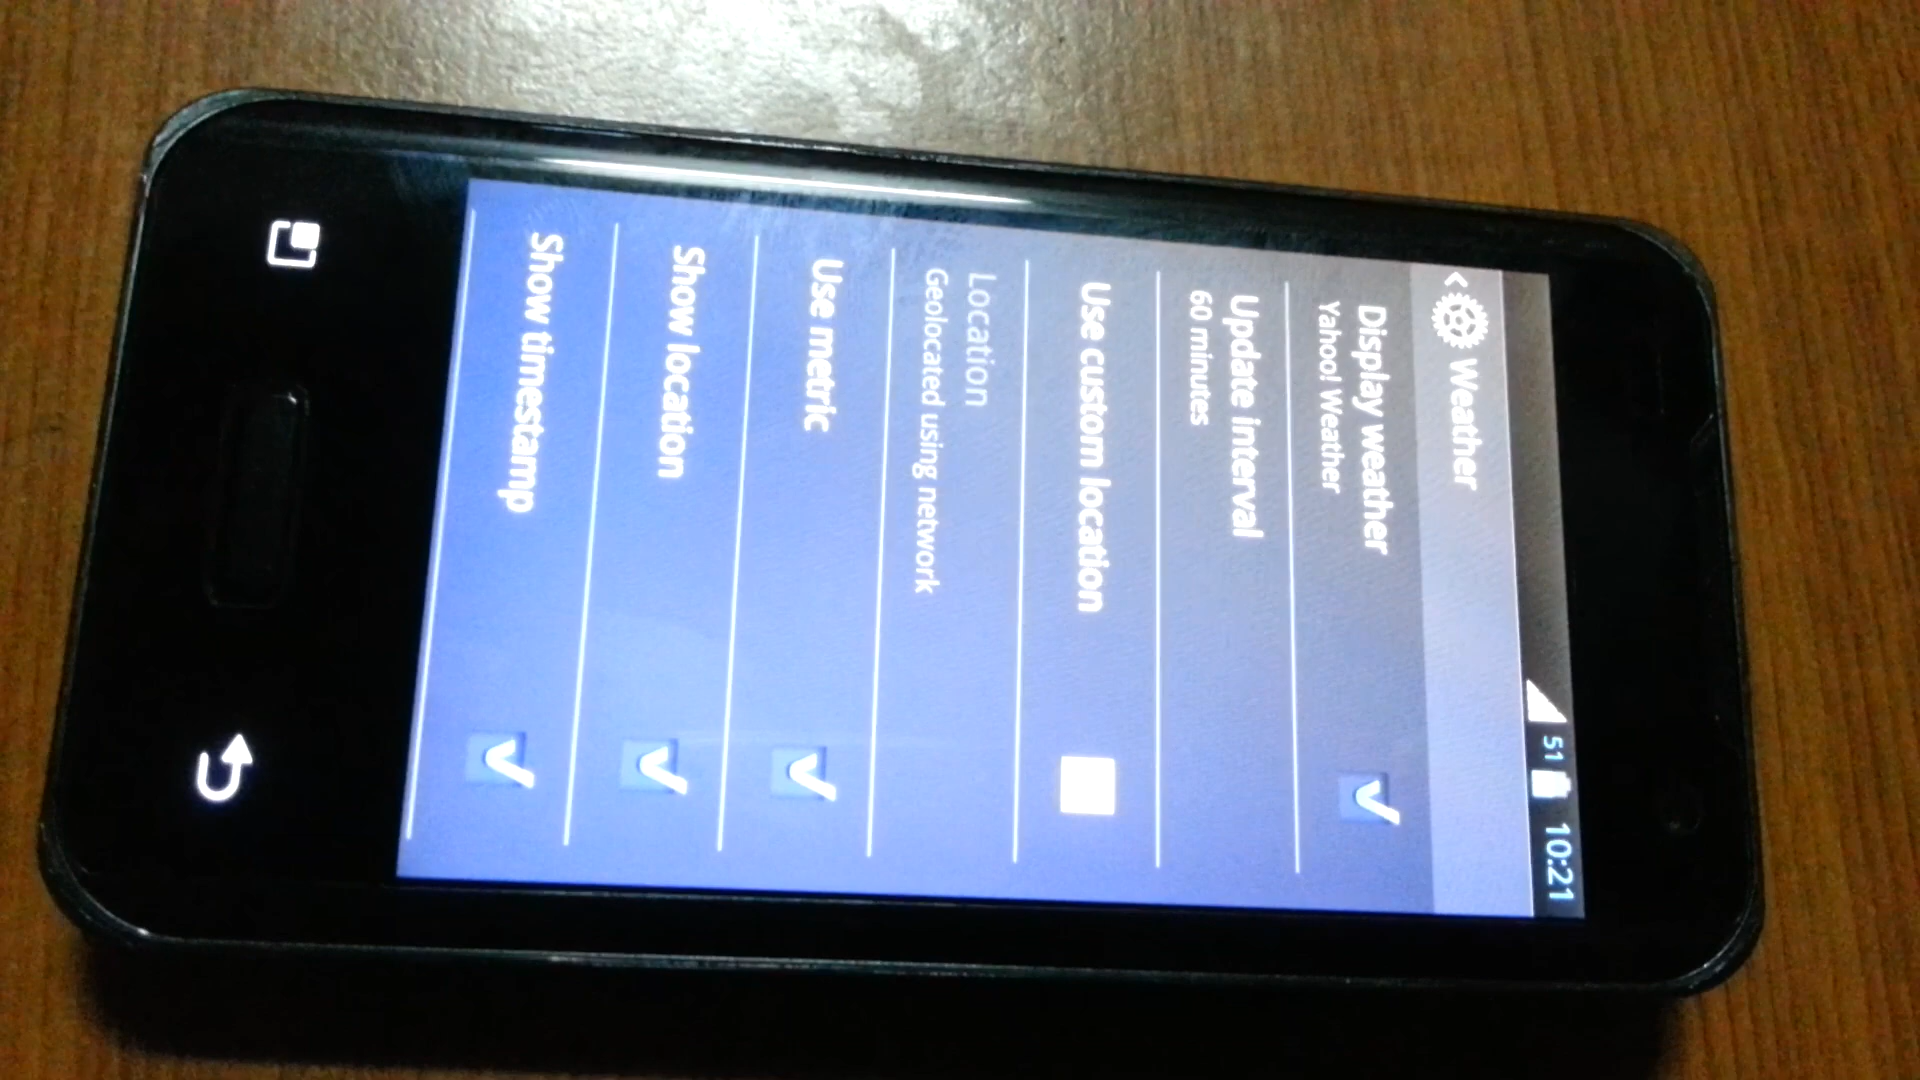 51 10:21
Weather
Display weather
Yahoo! Weather
Update interval
60 minutes
Use custom location
Location
Geolocated using network
Use metric
Show location
Show timestamp